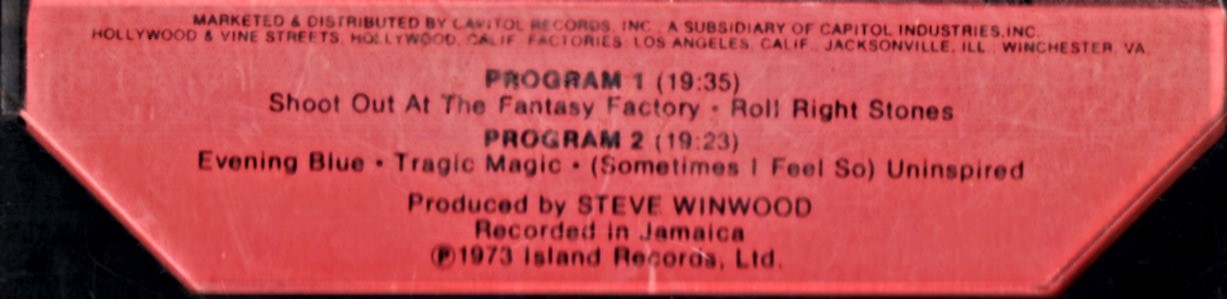 MARKETED & DISTRIBUTED BY CAPITOL RECORDS, INC., A SUBSIDIARY OF CAPITOL INDUSTRIES, INC.
HOLLYWOOD & VINE STREETS, HOLLYWOOD, CALIF. FACTORIES: LOS ANGELES, CALIF., JACKSONVILLE, ILL., WINCHESTER, VA.
PROGRAM 1 (19:35)
Shoot Out At The Fantasy Factory • Roll Right Stones
PROGRAM 2 (19:23)
Evening Blue • Tragic Magic • (Sometimes I Feel So) Uninspired
Produced by STEVE WINWOOD
Recorded in Jamaica
Ⓟ1973 Island Records, Ltd.